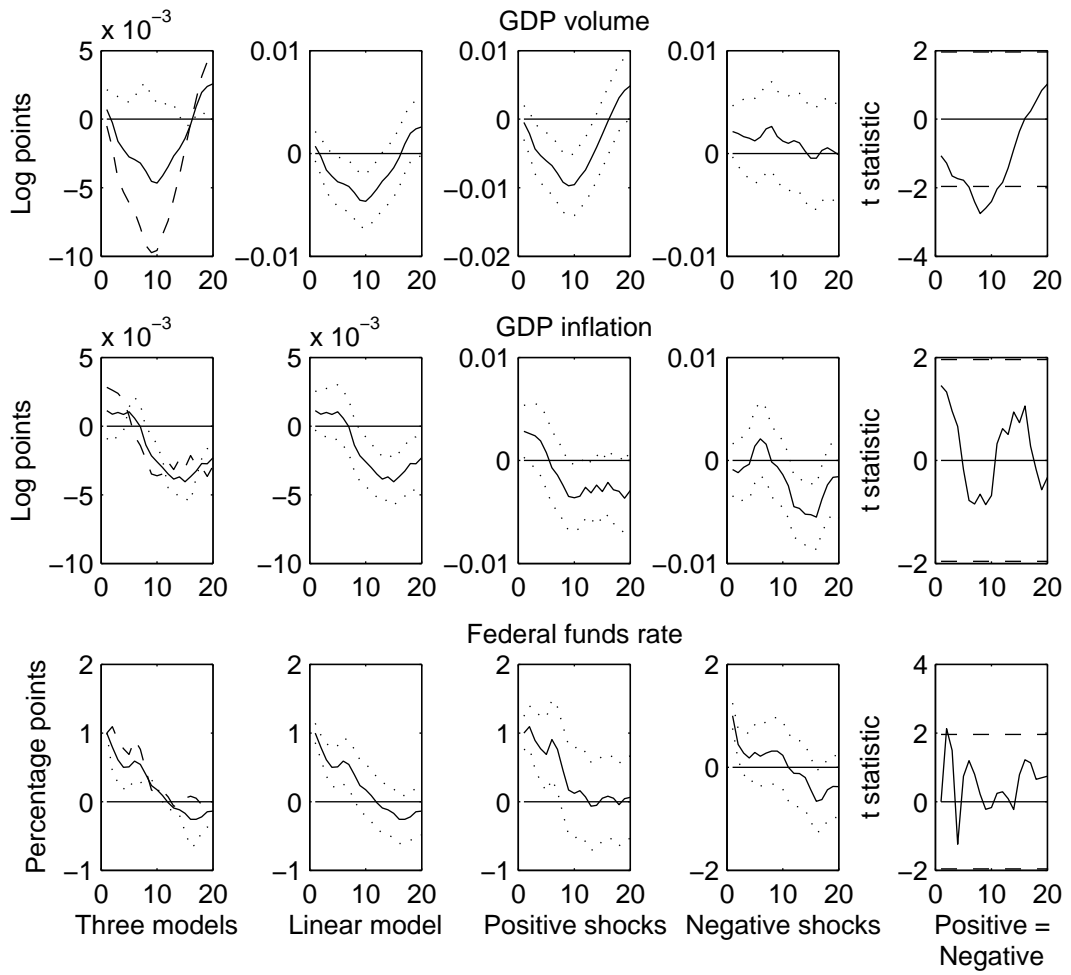 GDP volume
x 10−3
Log points
5
0
−5
−10
0 10 20
0.01
0
−0.01
0 10 20
0.01
0
−0.01
−0.02
0 10 20
0.01
0
−0.01
0 10 20
t statistic
2
0
−2
−4
0 10 20
GDP inflation
x 10−3
Log points
5
0
−5
−10
0 10 20
x 10−3
5
0
−5
−10
0 10 20
0.01
0
−0.01
0 10 20
0.01
0
−0.01
0 10 20
t statistic
2
0
−2
0 10 20
Federal funds rate
Percentage points
2
1
0
−1
0 10 20
Three models
2
1
0
−1
0 10 20
Linear model
2
1
0
−1
0 10 20
Positive shocks
2
0
−2
0 10 20
Negative shocks
t statistic
4
2
0
−2
0 10 20
Positive =
Negative